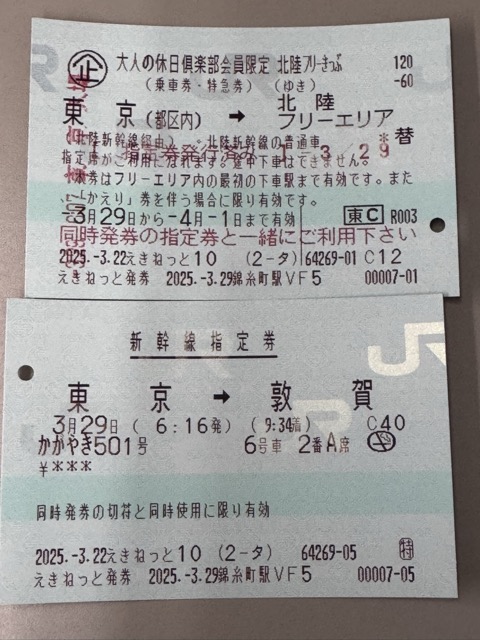 企 大人の休日倶楽部会員限定 北陸フリーきっぷ 120
(乗車券・特急券) (ゆき) -60
東京(都区内) → 北陸フリーエリア
(北陸新幹線経由)・北陸新幹線の普通車 *替
指定席がご利用になれます。途中下車はできません。
券はフリーエリア内の最初の下車駅まで有効です。また、
「かえり」券を伴う場合に限り有効です。
-3月29日から-4月-1日まで有効 東C R003
指定券発行済み 1 -3/29
同時発券の指定券と一緒にご利用下さい
2025.-3.22えきねっと10 (2-タ) 64269-01 C12
えきねっと発券 2025.-3.29錦糸町駅VF5 00007-01
新幹線指定券
東京 → 敦賀
3月29日 (6:16発) (9:34着) C40
かがやき501号 6号車 2番A席
¥***
同時発券の切符と同時使用に限り有効
2025.-3.22えきねっと10 (2-タ) 64269-05 特
えきねっと発券 2025.-3.29錦糸町駅VF5 00007-05
JR